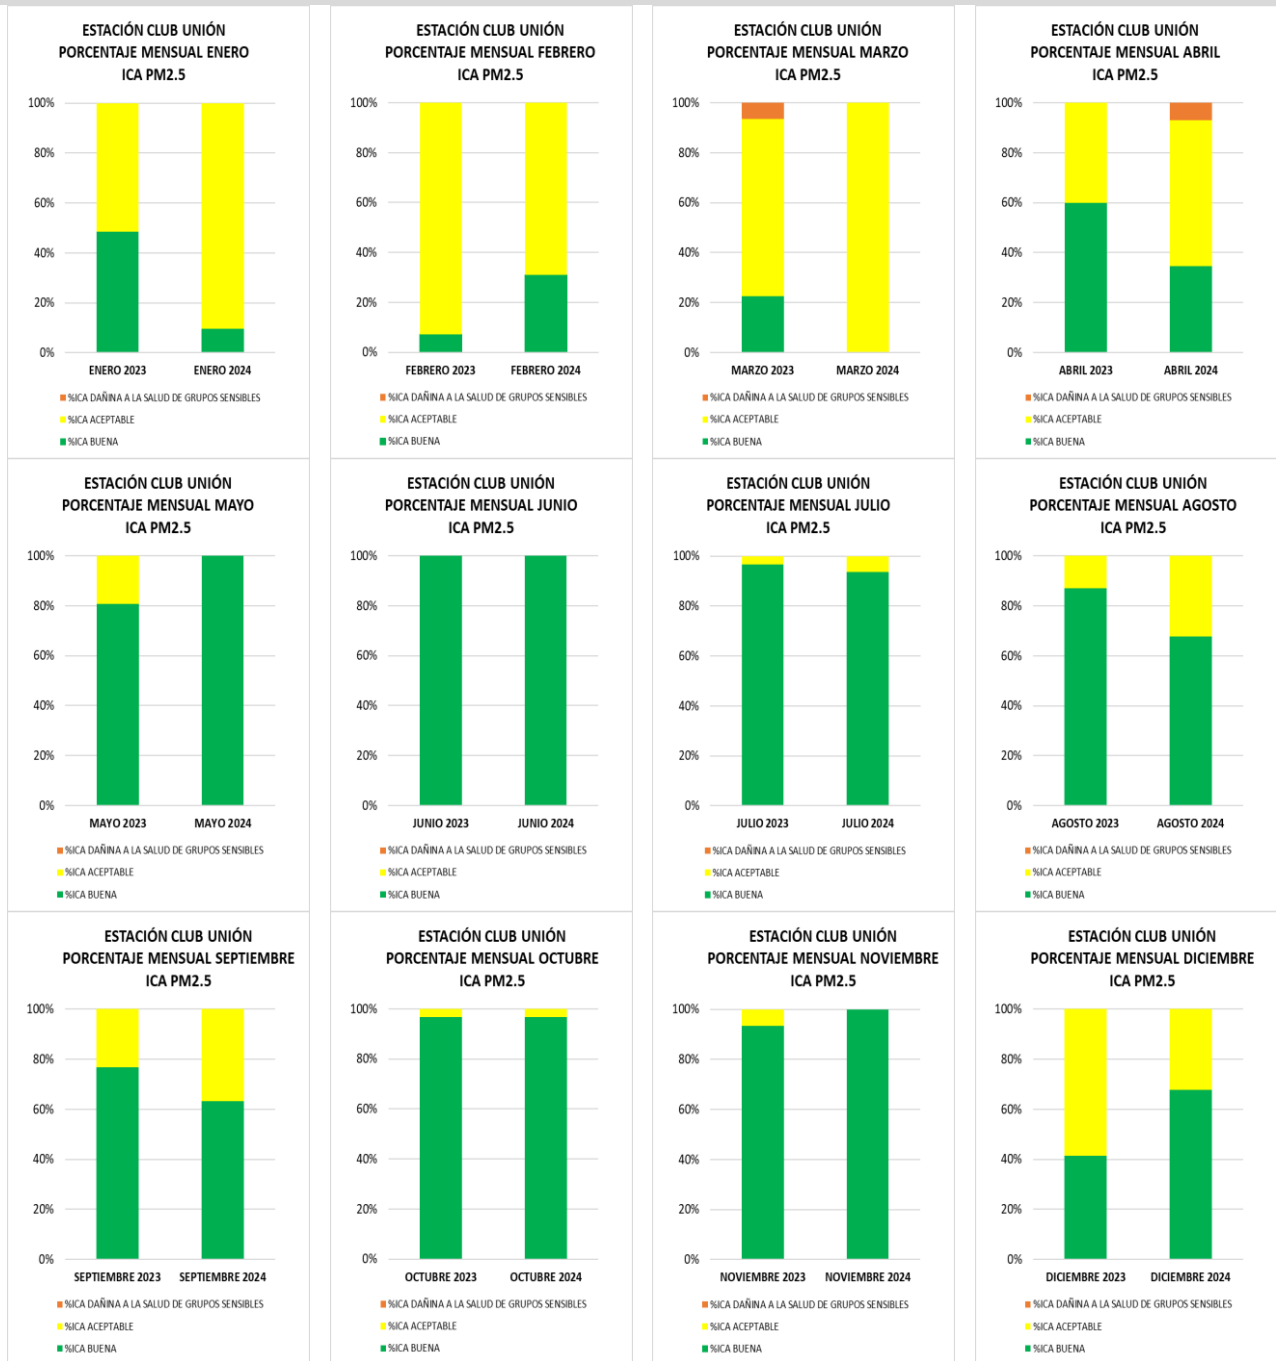 ESTACIÓN CLUB UNIÓN
PORCENTAJE MENSUAL ENERO
ICA PM2.5
100%
80%
60%
40%
20%
0%
ENERO 2023 ENERO 2024
%ICA DAÑINA A LA SALUD DE GRUPOS SENSIBLES
%ICA ACEPTABLE
%ICA BUENA
ESTACIÓN CLUB UNIÓN
PORCENTAJE MENSUAL FEBRERO
ICA PM2.5
100%
80%
60%
40%
20%
0%
FEBRERO 2023 FEBRERO 2024
%ICA DAÑINA A LA SALUD DE GRUPOS SENSIBLES
%ICA ACEPTABLE
%ICA BUENA
ESTACIÓN CLUB UNIÓN
PORCENTAJE MENSUAL MARZO
ICA PM2.5
100%
80%
60%
40%
20%
0%
MARZO 2023 MARZO 2024
%ICA DAÑINA A LA SALUD DE GRUPOS SENSIBLES
%ICA ACEPTABLE
%ICA BUENA
ESTACIÓN CLUB UNIÓN
PORCENTAJE MENSUAL ABRIL
ICA PM2.5
100%
80%
60%
40%
20%
0%
ABRIL 2023 ABRIL 2024
%ICA DAÑINA A LA SALUD DE GRUPOS SENSIBLES
%ICA ACEPTABLE
%ICA BUENA
ESTACIÓN CLUB UNIÓN
PORCENTAJE MENSUAL MAYO
ICA PM2.5
100%
80%
60%
40%
20%
0%
MAYO 2023 MAYO 2024
%ICA DAÑINA A LA SALUD DE GRUPOS SENSIBLES
%ICA ACEPTABLE
%ICA BUENA
ESTACIÓN CLUB UNIÓN
PORCENTAJE MENSUAL JUNIO
ICA PM2.5
100%
80%
60%
40%
20%
0%
JUNIO 2023 JUNIO 2024
%ICA DAÑINA A LA SALUD DE GRUPOS SENSIBLES
%ICA ACEPTABLE
%ICA BUENA
ESTACIÓN CLUB UNIÓN
PORCENTAJE MENSUAL JULIO
ICA PM2.5
100%
80%
60%
40%
20%
0%
JULIO 2023 JULIO 2024
%ICA DAÑINA A LA SALUD DE GRUPOS SENSIBLES
%ICA ACEPTABLE
%ICA BUENA
ESTACIÓN CLUB UNIÓN
PORCENTAJE MENSUAL AGOSTO
ICA PM2.5
100%
80%
60%
40%
20%
0%
AGOSTO 2023 AGOSTO 2024
%ICA DAÑINA A LA SALUD DE GRUPOS SENSIBLES
%ICA ACEPTABLE
%ICA BUENA
ESTACIÓN CLUB UNIÓN
PORCENTAJE MENSUAL SEPTIEMBRE
ICA PM2.5
100%
80%
60%
40%
20%
0%
SEPTIEMBRE 2023 SEPTIEMBRE 2024
%ICA DAÑINA A LA SALUD DE GRUPOS SENSIBLES
%ICA ACEPTABLE
%ICA BUENA
ESTACIÓN CLUB UNIÓN
PORCENTAJE MENSUAL OCTUBRE
ICA PM2.5
100%
80%
60%
40%
20%
0%
OCTUBRE 2023 OCTUBRE 2024
%ICA DAÑINA A LA SALUD DE GRUPOS SENSIBLES
%ICA ACEPTABLE
%ICA BUENA
ESTACIÓN CLUB UNIÓN
PORCENTAJE MENSUAL NOVIEMBRE
ICA PM2.5
100%
80%
60%
40%
20%
0%
NOVIEMBRE 2023 NOVIEMBRE 2024
%ICA DAÑINA A LA SALUD DE GRUPOS SENSIBLES
%ICA ACEPTABLE
%ICA BUENA
ESTACIÓN CLUB UNIÓN
PORCENTAJE MENSUAL DICIEMBRE
ICA PM2.5
100%
80%
60%
40%
20%
0%
DICIEMBRE 2023 DICIEMBRE 2024
%ICA DAÑINA A LA SALUD DE GRUPOS SENSIBLES
%ICA ACEPTABLE
%ICA BUENA